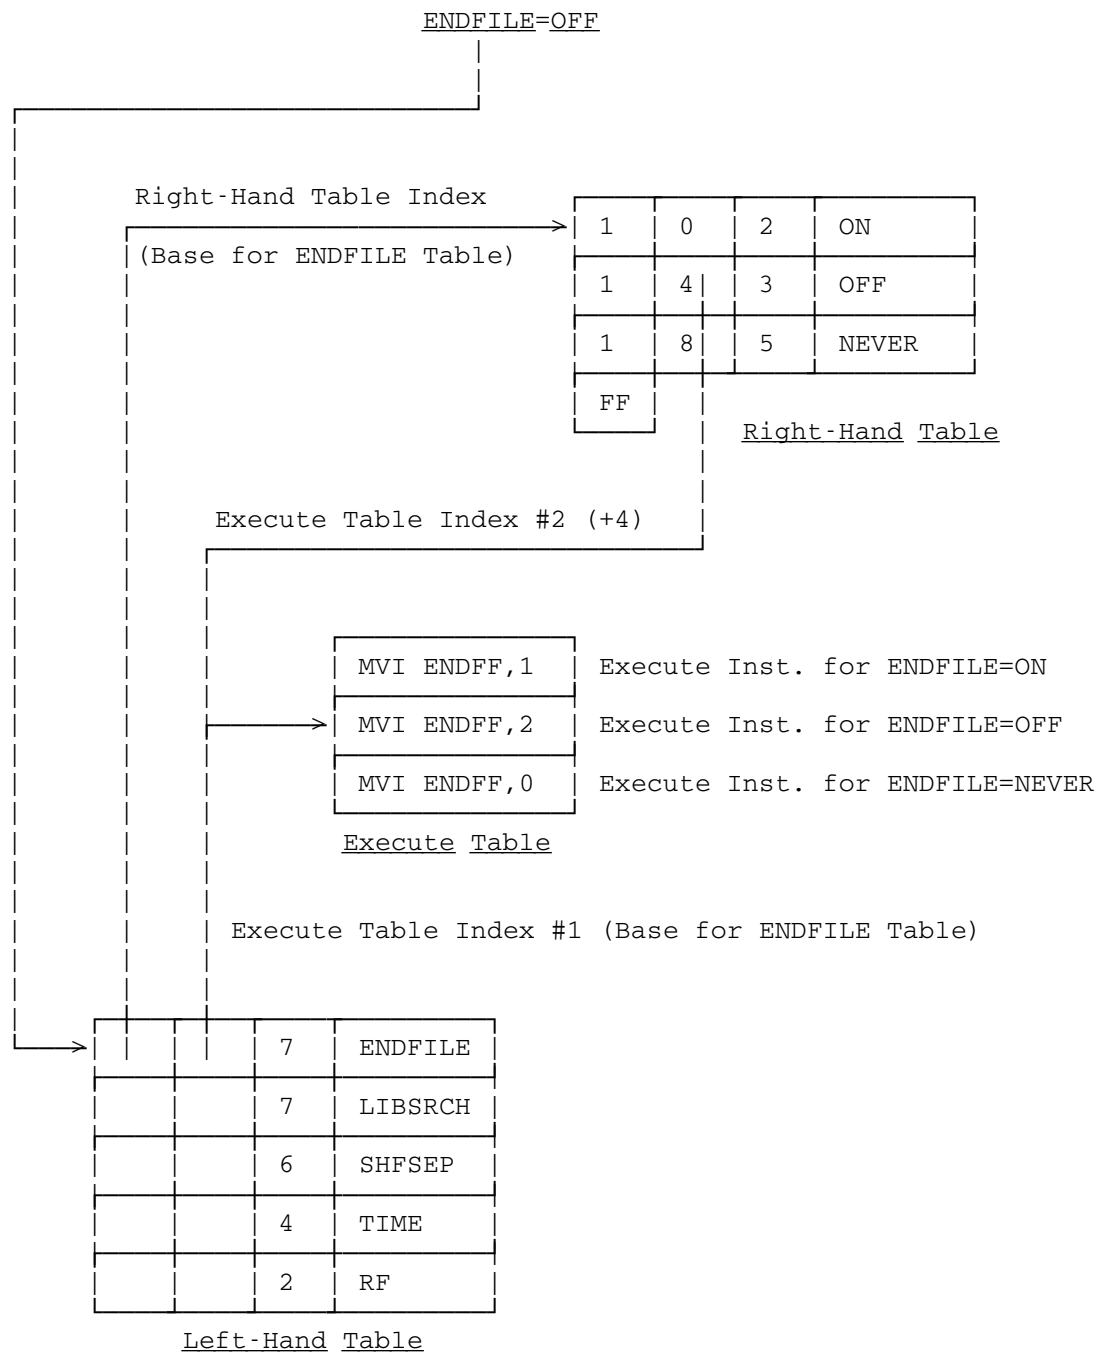 ENDFILE=OFF
Right-Hand Table Index
(Base for ENDFILE Table)
1 0 2 ON
1 4 3 OFF
1 8 5 NEVER
FF
Right-Hand Table
Execute Table Index #2 (+4)
MVI ENDFF,1 Execute Inst. for ENDFILE=ON
MVI ENDFF,2 Execute Inst. for ENDFILE=OFF
MVI ENDFF,0 Execute Inst. for ENDFILE=NEVER
Execute Table
Execute Table Index #1 (Base for ENDFILE Table)
7 ENDFILE
7 LIBSRCH
6 SHFSEP
4 TIME
2 RF
Left-Hand Table